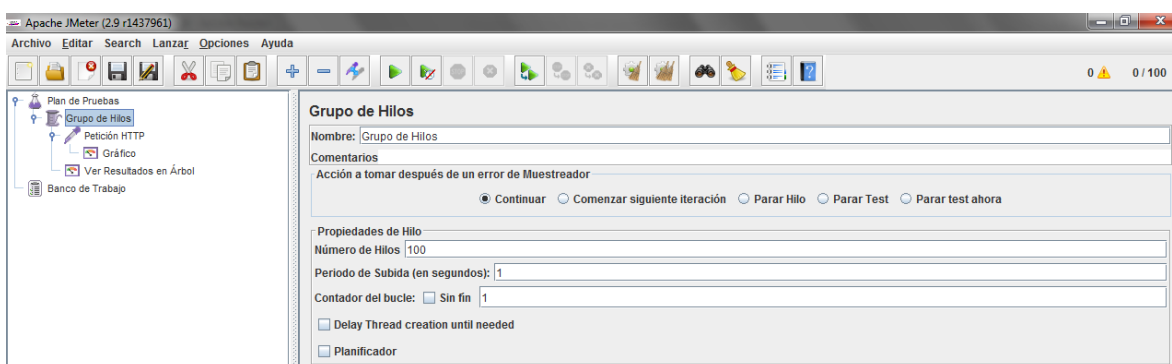 Apache JMeter (2.9 r1437961)
Archivo Editar Search Lanzar Opciones Ayuda
0 0 / 100
Plan de Pruebas
Grupo de Hilos
Petición HTTP
Gráfico
Ver Resultados en Árbol
Banco de Trabajo
Grupo de Hilos
Nombre: Grupo de Hilos
Comentarios
Acción a tomar después de un error de Muestreador
Continuar Comenzar siguiente iteración Parar Hilo Parar Test Parar test ahora
Propiedades de Hilo
Número de Hilos 100
Periodo de Subida (en segundos): 1
Contador del bucle: Sin fin 1
Delay Thread creation until needed
Planificador